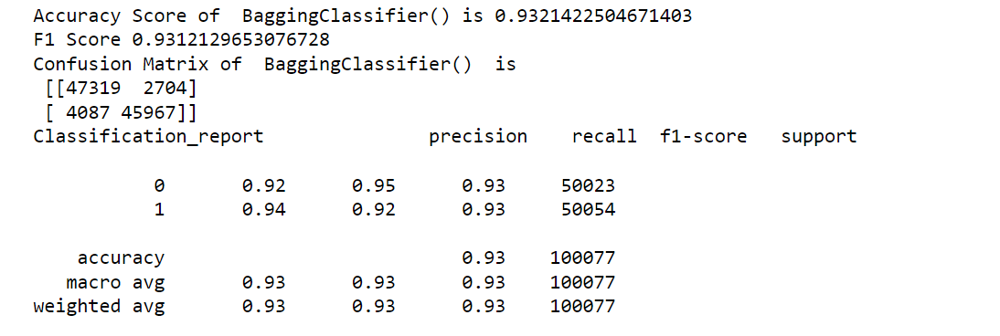 Accuracy Score of  BaggingClassifier() is 0.9321422504671403
F1 Score 0.9312129653076728
Confusion Matrix of  BaggingClassifier()  is
[[47319  2704]
[ 4087 45967]]
Classification_report               precision    recall  f1-score   support
0       0.92      0.95      0.93     50023
1       0.94      0.92      0.93     50054
accuracy                           0.93    100077
macro avg       0.93      0.93      0.93    100077
weighted avg       0.93      0.93      0.93    100077